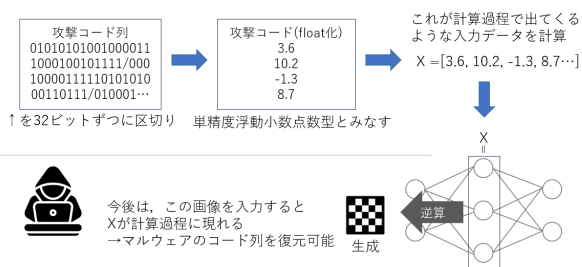 攻撃コード列
01010101001000011
1000100101111/000
10000111110101010
00110111/010001…
↑を32ビットずつに区切り
攻撃コード(float化)
3.6
10.2
-1.3
8.7
単精度浮動小数点数型とみなす
これが計算過程で出てくる
ような入力データを計算
X =[3.6, 10.2, -1.3, 8.7…]
X
=
逆算
生成
今後は，この画像を入力すると
Xが計算過程に現れる
→マルウェアのコード列を復元可能